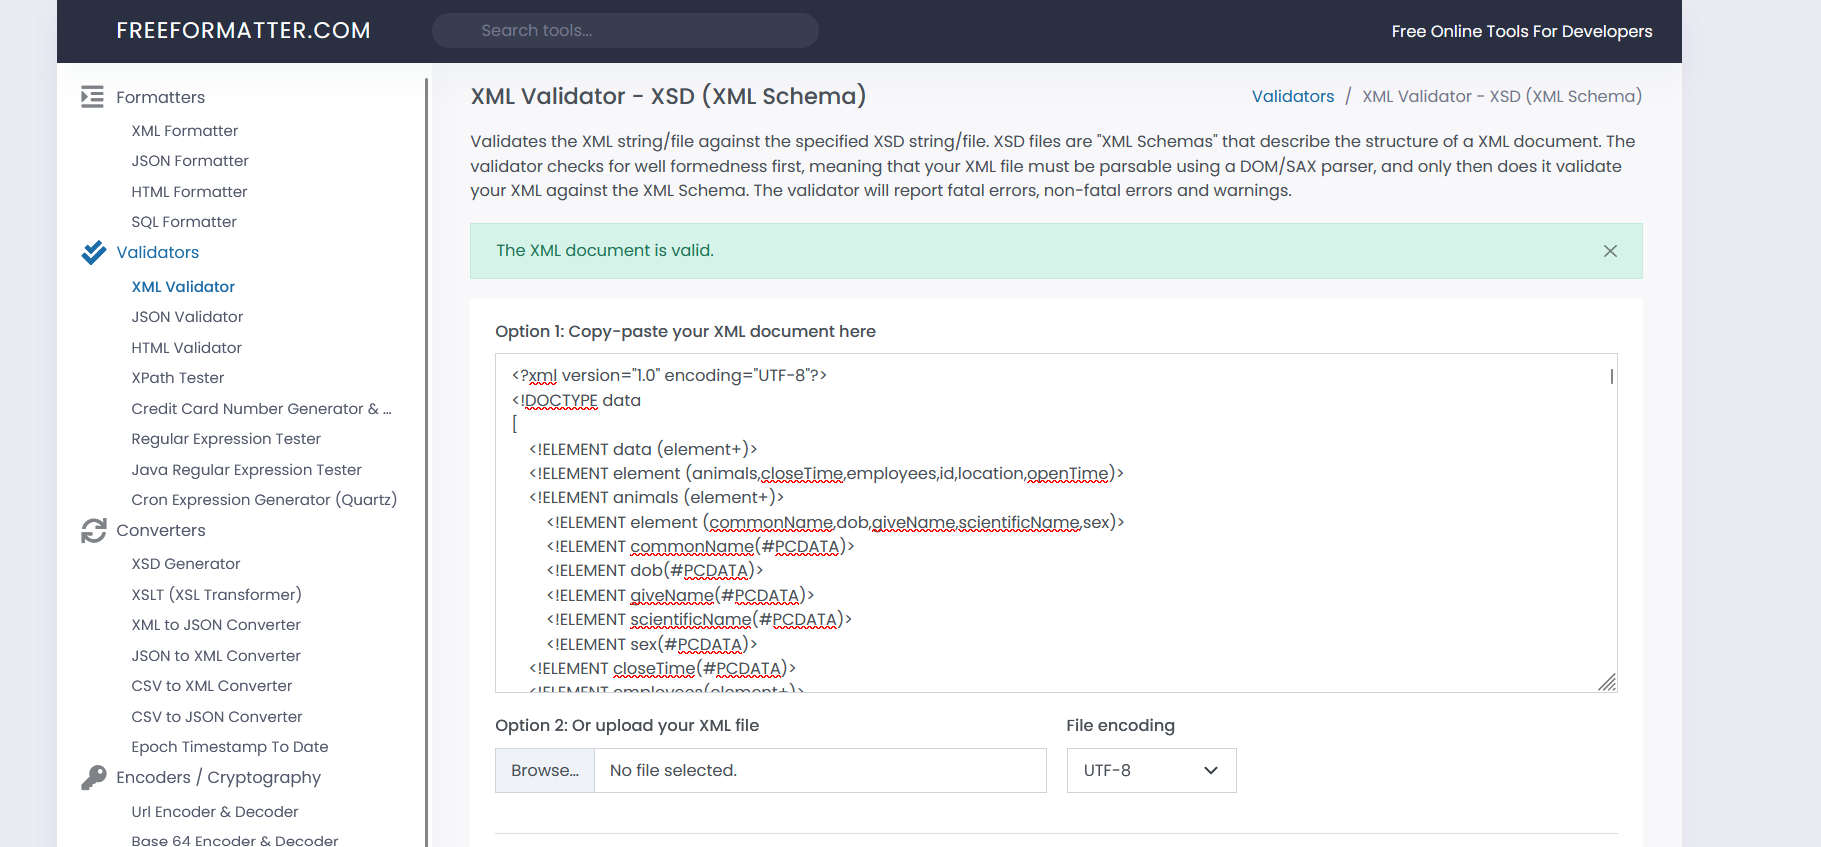 FREEFORMATTER.COM
Search tools...
Free Online Tools For Developers
Formatters
XML Formatter
JSON Formatter
HTML Formatter
SQL Formatter
Validators
XML Validator
JSON Validator
HTML Validator
XPath Tester
Credit Card Number Generator & ...
Regular Expression Tester
Java Regular Expression Tester
Cron Expression Generator (Quartz)
Converters
XSD Generator
XSLT (XSL Transformer)
XML to JSON Converter
JSON to XML Converter
CSV to XML Converter
CSV to JSON Converter
Epoch Timestamp To Date
Encoders / Cryptography
Url Encoder & Decoder
Base 64 Encoder & Decoder
XML Validator - XSD (XML Schema)
Validators / XML Validator - XSD (XML Schema)
Validates the XML string/file against the specified XSD string/file. XSD files are "XML Schemas" that describe the structure of a XML document. The
validator checks for well formedness first, meaning that your XML file must be parsable using a DOM/SAX parser, and only then does it validate
your XML against the XML Schema. The validator will report fatal errors, non-fatal errors and warnings.
The XML document is valid.
Option 1: Copy-paste your XML document here
<?xml version="1.0" encoding="UTF-8"?>
<!DOCTYPE data
[
<!ELEMENT data (element+)>
<!ELEMENT element (animals,closeTime,employees,id,location,openTime)>
<!ELEMENT animals (element+)>
<!ELEMENT element (commonName,dob,giveName,scientificName,sex)>
<!ELEMENT commonName(#PCDATA)>
<!ELEMENT dob(#PCDATA)>
<!ELEMENT giveName(#PCDATA)>
<!ELEMENT scientificName(#PCDATA)>
<!ELEMENT sex(#PCDATA)>
<!ELEMENT closeTime(#PCDATA)>
<!ELEMENT employees(element+)>
Option 2: Or upload your XML file
File encoding
Browse... No file selected.
UTF-8